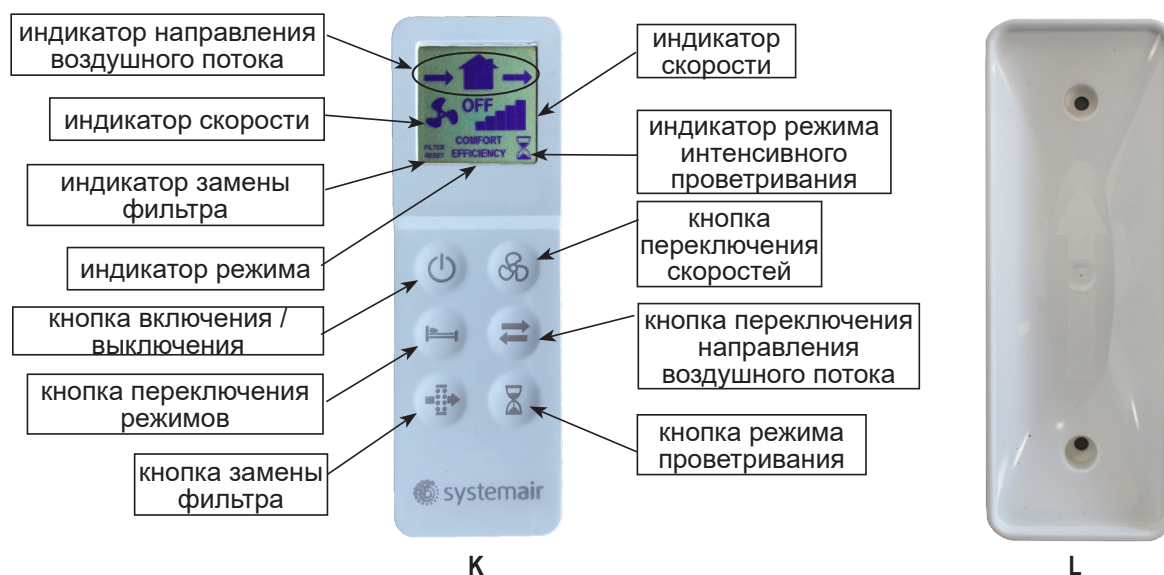 индикатор направления
воздушного потока
индикатор скорости
индикатор замены
фильтра
индикатор режима
кнопка включения /
выключения
кнопка переключения
режимов
кнопка замены
фильтра
OFF
COMFORT
EFFICIENCY
FILTER
RESET
systemair
индикатор
скорости
индикатор режима
интенсивного
проветривания
кнопка
переключения
скоростей
кнопка переключения
направления
воздушного потока
кнопка режима
проветривания
K
L